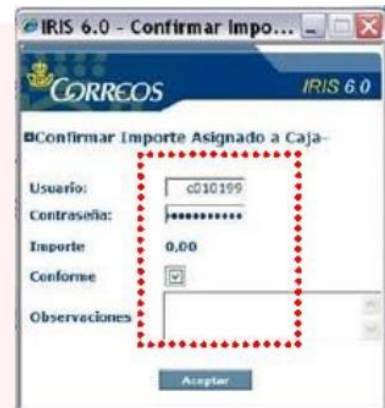 IRIS 6.0 - Confirmar Impo...
CORREOS
IRIS 6.0
Confirmar Importe Asignado a Caja-
Usuario: c010199
Contraseña: •••••••••••
Importe 0,00
Conforme
Observaciones
Aceptar